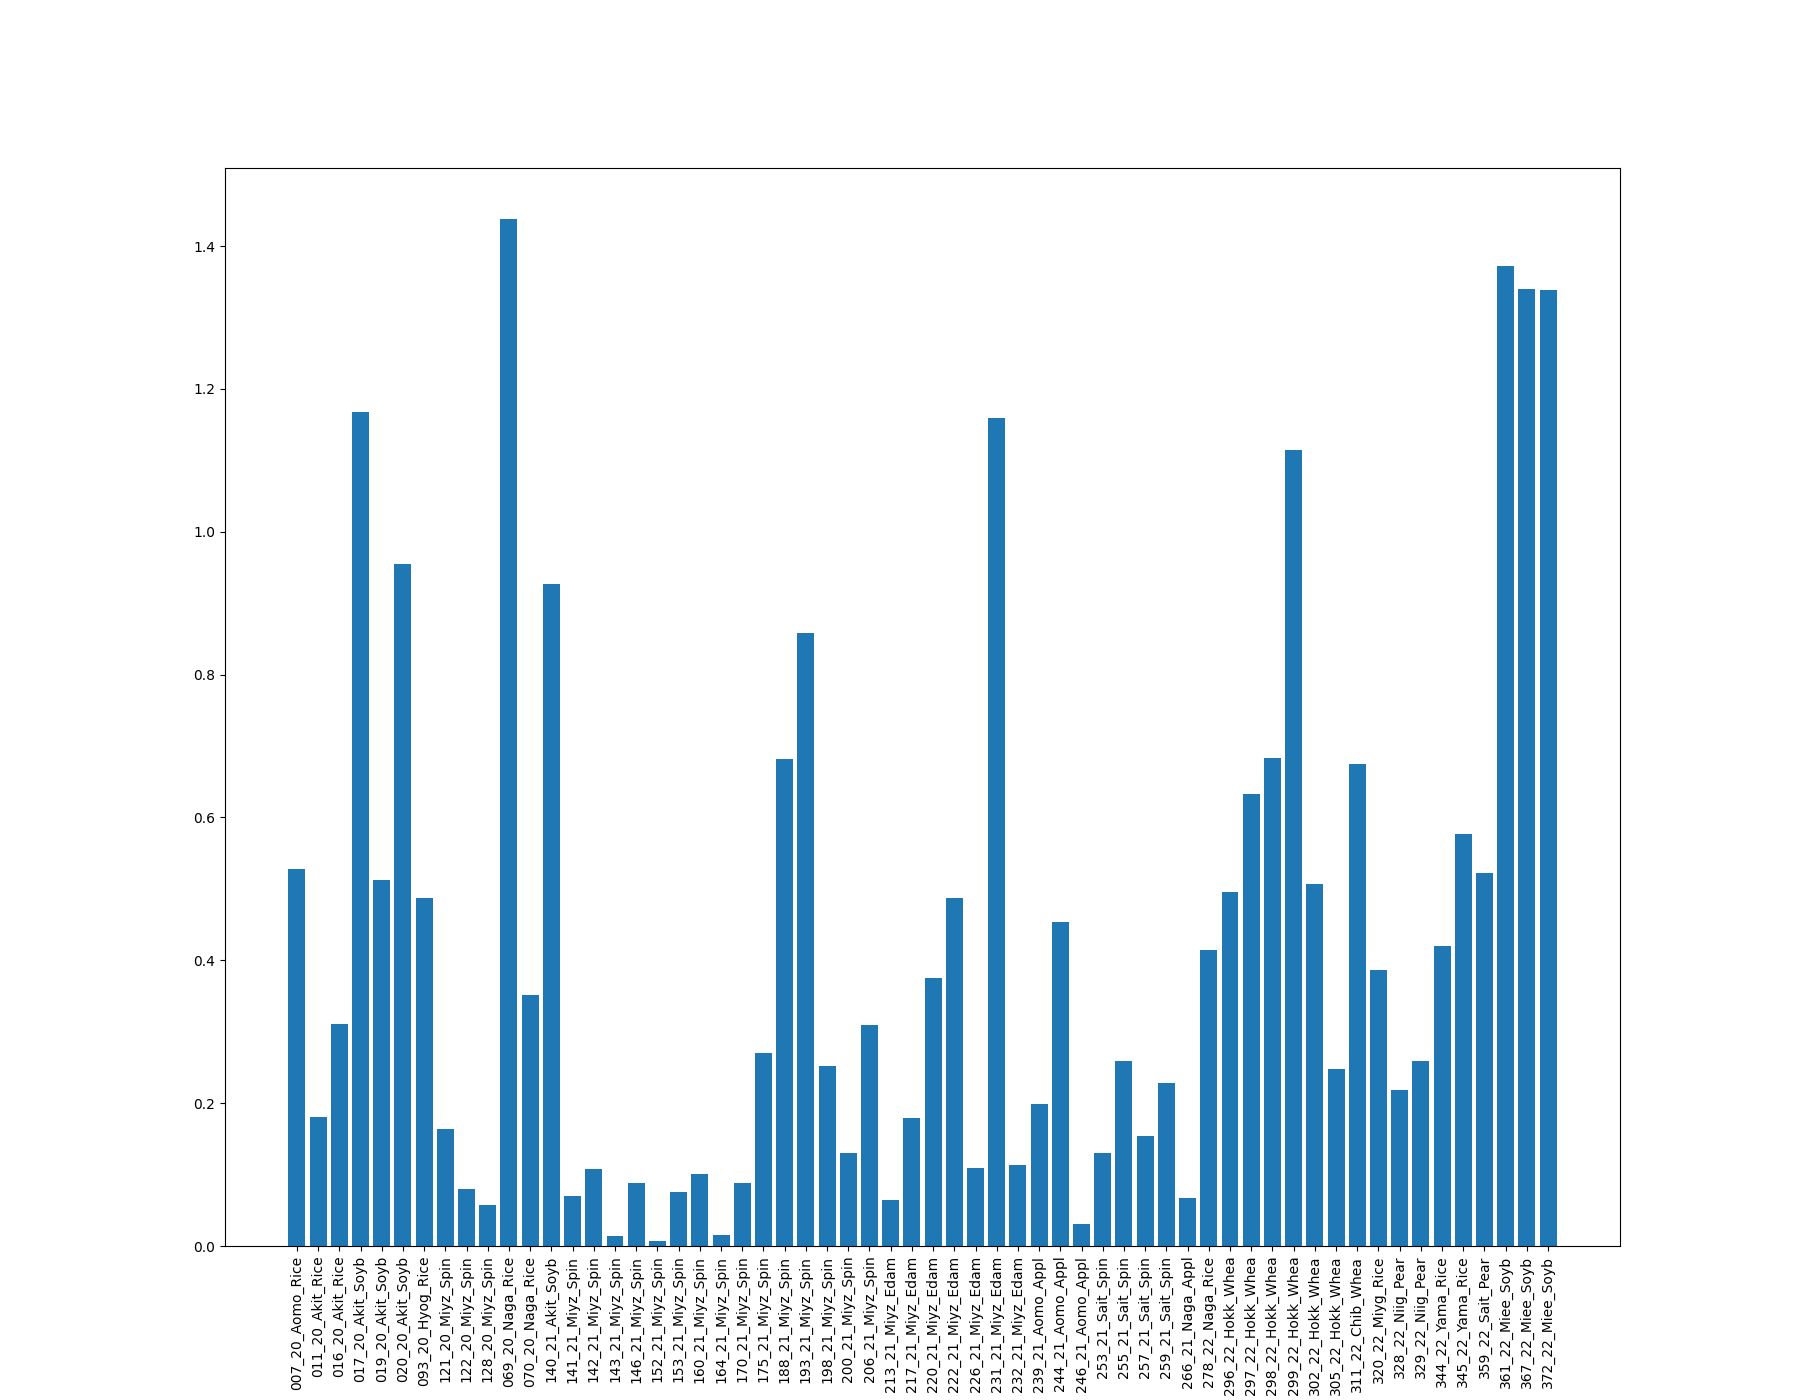 1.4
1.2
1.0
0.8
0.6
0.4
0.2
0.0
007_20_Aomo_Rice
011_20_Akit_Rice
016_20_Akit_Rice
017_20_Akit_Soyb
019_20_Akit_Soyb
020_20_Akit_Soyb
093_20_Hyog_Rice
121_20_Miyz_Spin
122_20_Miyz_Spin
128_20_Miyz_Spin
069_20_Naga_Rice
070_20_Naga_Rice
140_21_Akit_Soyb
141_21_Miyz_Spin
142_21_Miyz_Spin
143_21_Miyz_Spin
146_21_Miyz_Spin
152_21_Miyz_Spin
153_21_Miyz_Spin
160_21_Miyz_Spin
164_21_Miyz_Spin
170_21_Miyz_Spin
175_21_Miyz_Spin
188_21_Miyz_Spin
193_21_Miyz_Spin
198_21_Miyz_Spin
200_21_Miyz_Spin
206_21_Miyz_Spin
213_21_Miyz_Edam
217_21_Miyz_Edam
220_21_Miyz_Edam
222_21_Miyz_Edam
226_21_Miyz_Edam
231_21_Miyz_Edam
232_21_Miyz_Edam
239_21_Aomo_Appl
244_21_Aomo_Appl
246_21_Aomo_Appl
253_21_Sait_Spin
255_21_Sait_Spin
257_21_Sait_Spin
259_21_Sait_Spin
266_21_Naga_Appl
278_22_Naga_Rice
296_22_Hokk_Whea
297_22_Hokk_Whea
298_22_Hokk_Whea
299_22_Hokk_Whea
302_22_Hokk_Whea
305_22_Hokk_Whea
311_22_Chib_Whea
320_22_Miyg_Rice
328_22_Niig_Pear
329_22_Niig_Pear
344_22_Yama_Rice
345_22_Yama_Rice
359_22_Sait_Pear
361_22_Miee_Soyb
367_22_Miee_Soyb
372_22_Miee_Soyb